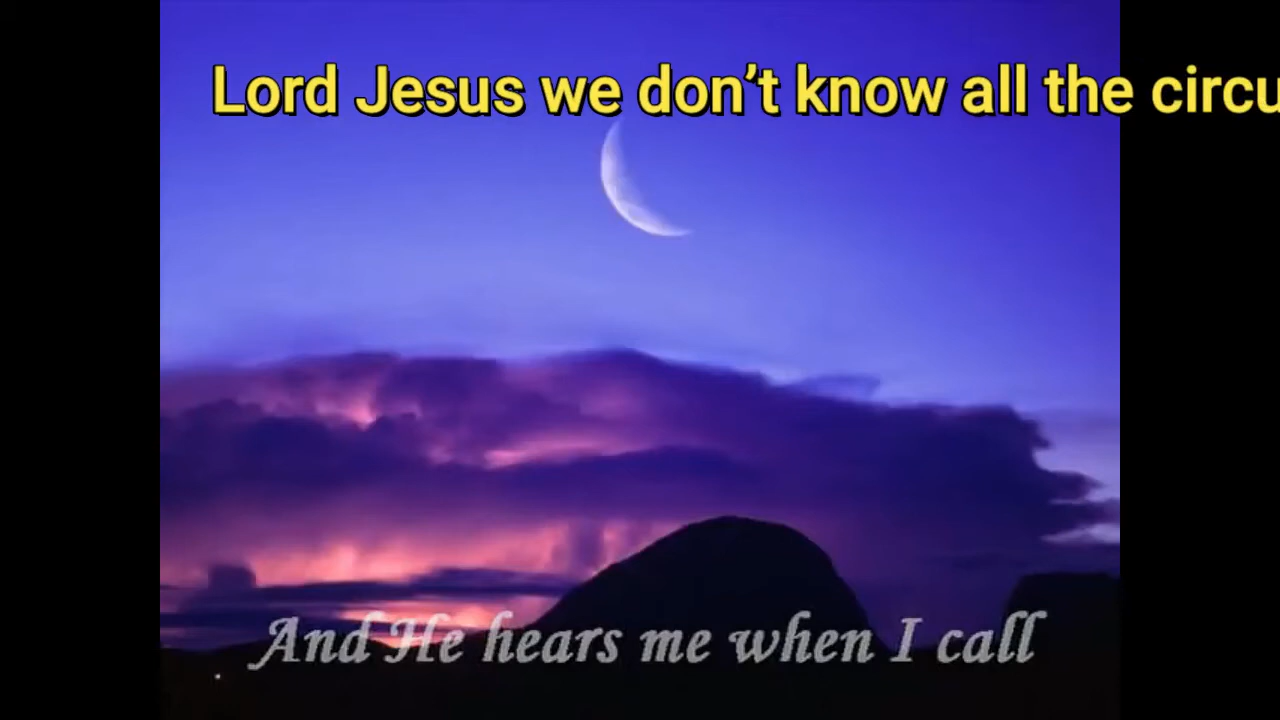 Lord Jesus we don’t know all the circu
And He hears me when I call